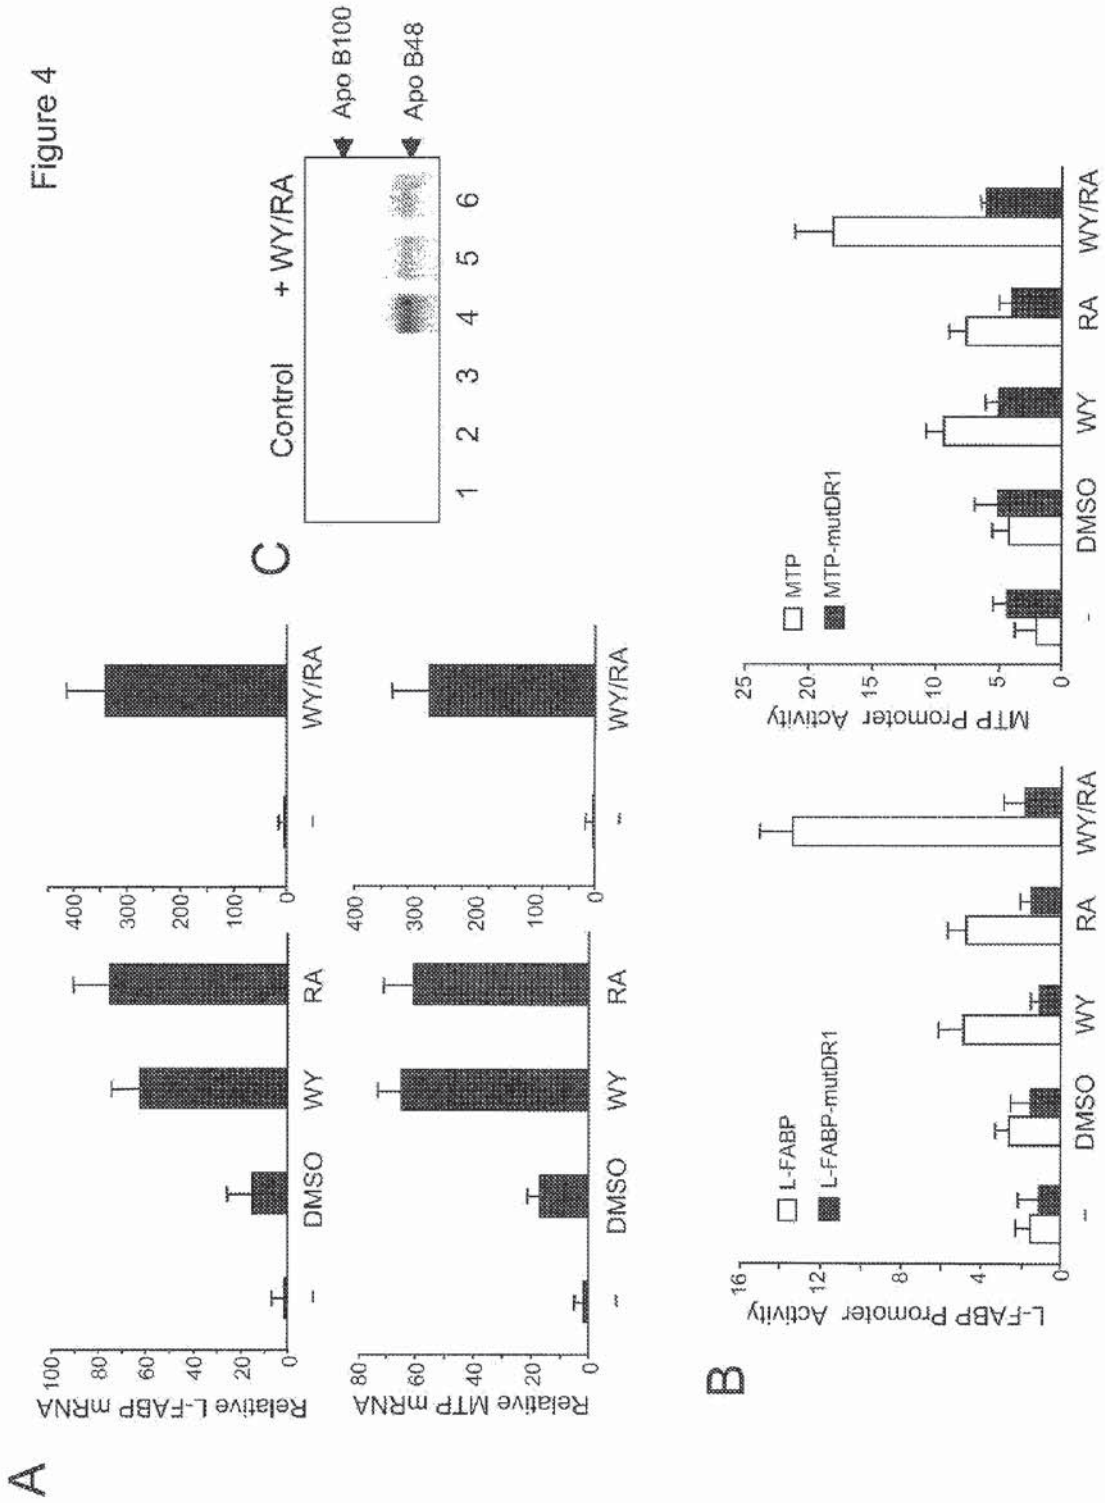 Figure 4
A
Relative L-FABP mRNA
100
80
60
40
20
0
– DMSO WY RA
400
300
200
100
0
– WY/RA
Relative MTP mRNA
80
60
40
20
0
– DMSO WY RA
400
300
200
100
0
– WY/RA
C
Control + WY/RA
Apo B100
Apo B48
1 2 3 4 5 6
B
L-FABP Promoter Activity
16
12
8
4
0
L-FABP
L-FABP-mutDR1
– DMSO WY RA WY/RA
MTP Promoter Activity
25
20
15
10
5
0
MTP
MTP-mutDR1
- DMSO WY RA WY/RA